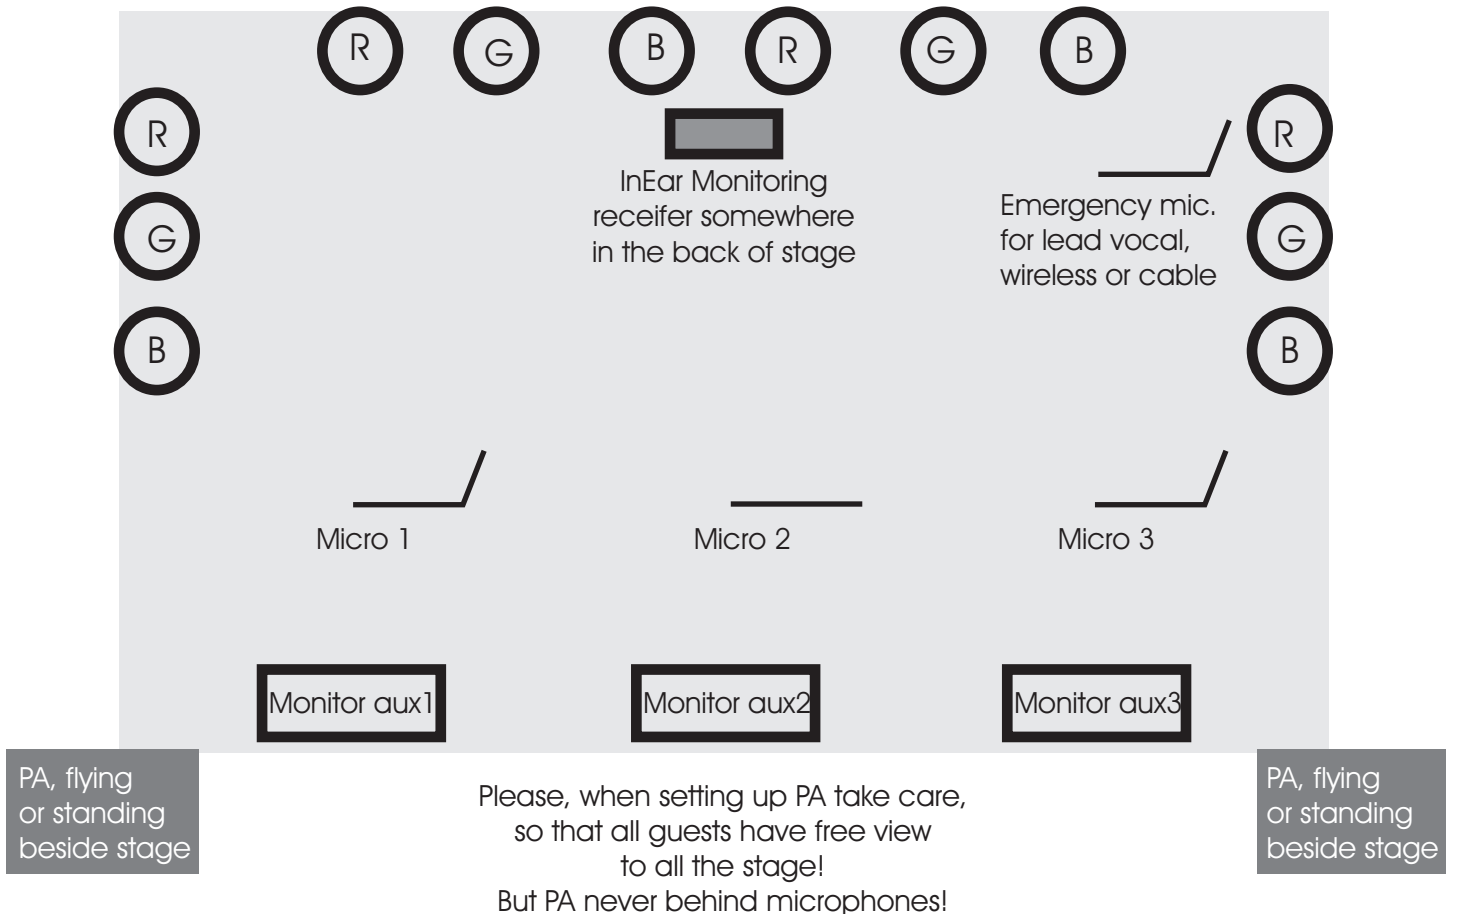 R G B R G B
R
G
B
R
G
B
InEar Monitoring
receifer somewhere
in the back of stage
Emergency mic.
for lead vocal,
wireless or cable
Micro 1
Micro 2
Micro 3
Monitor aux1
Monitor aux2
Monitor aux3
PA, flying
or standing
beside stage
Please, when setting up PA take care,
so that all guests have free view
to all the stage!
But PA never behind microphones!
PA, flying
or standing
beside stage